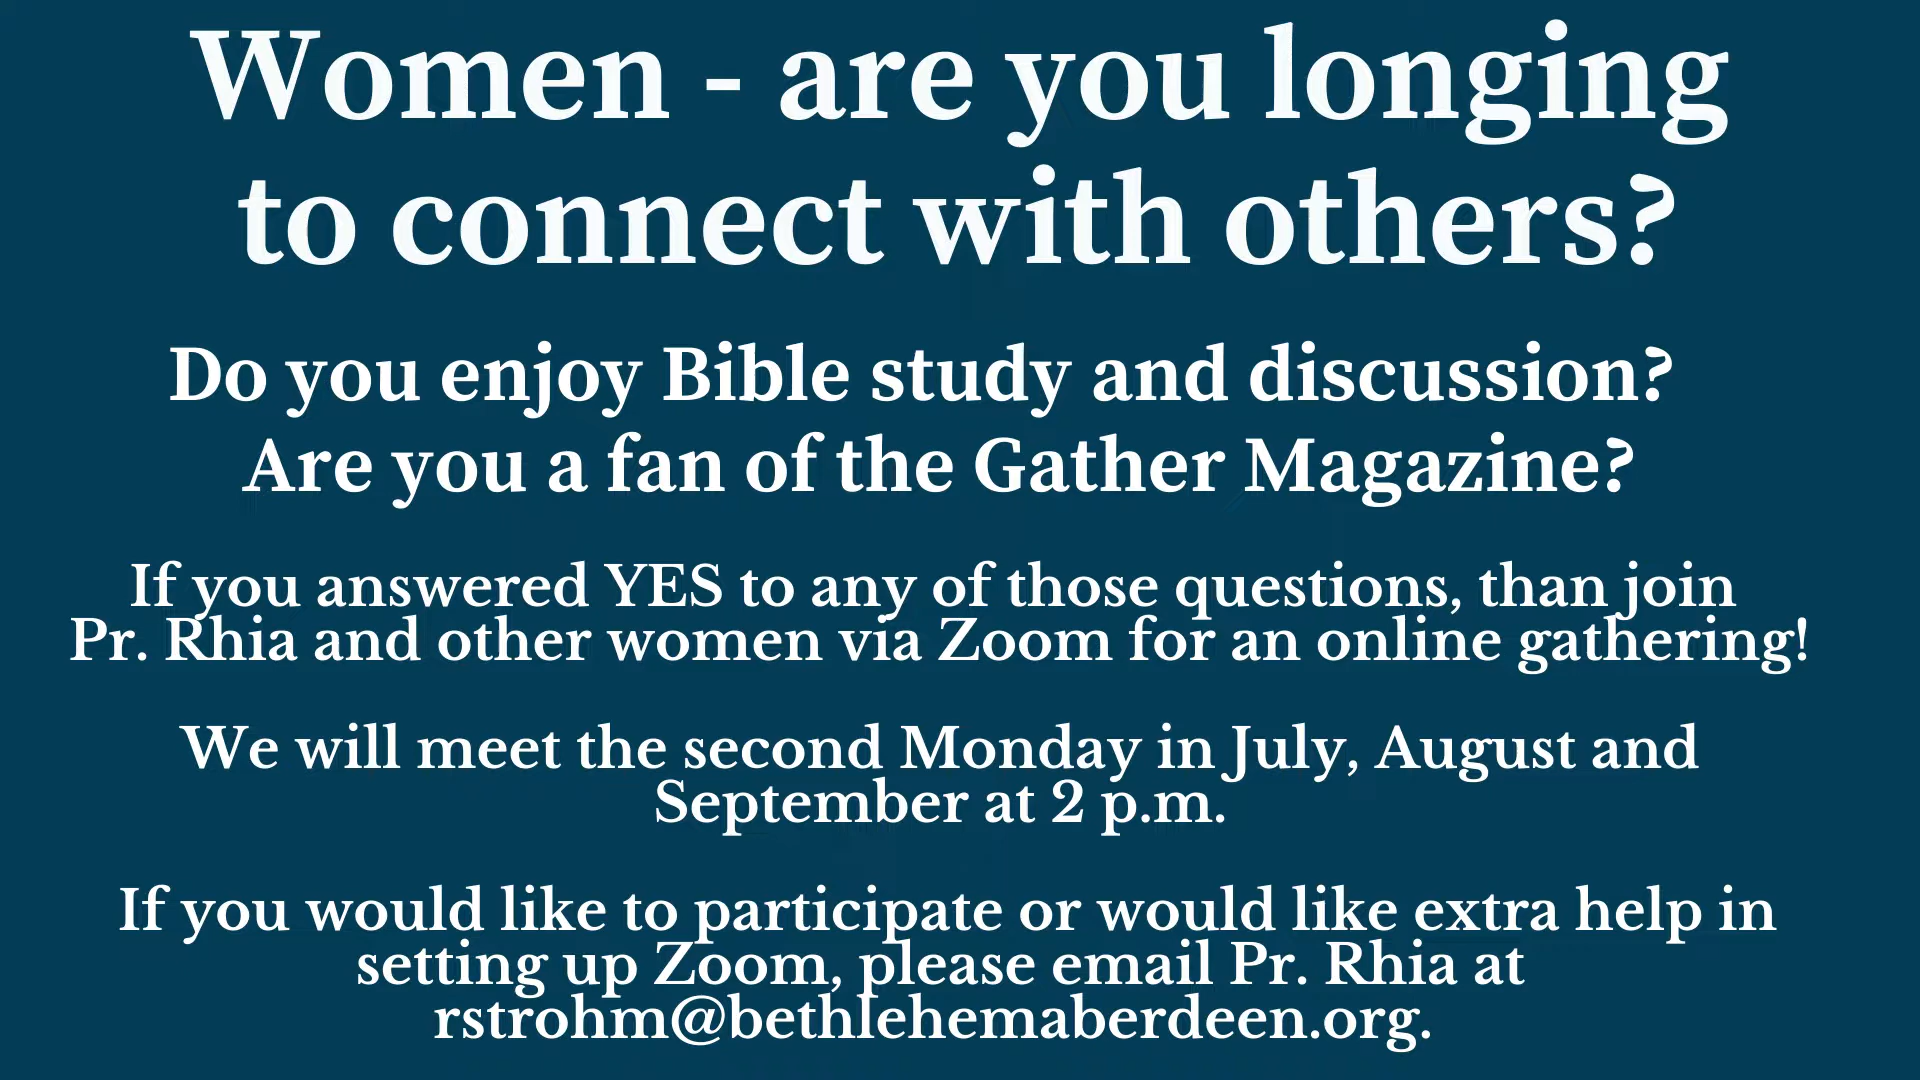 Women - are you longing
to connect with others?
Do you enjoy Bible study and discussion?
Are you a fan of the Gather Magazine?
If you answered YES to any of those questions, than join
Pr. Rhia and other women via Zoom for an online gathering!
We will meet the second Monday in July, August and
September at 2 p.m.
If you would like to participate or would like extra help in
setting up Zoom, please email Pr. Rhia at
rstrohm@bethlehemaberdeen.org.